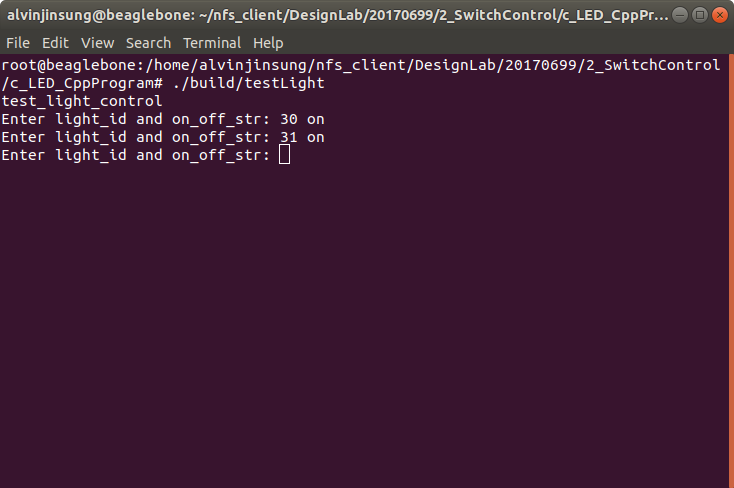 alvinjinsung@beaglebone: ~/nfs_client/DesignLab/20170699/2_SwitchControl/c_LED_CppPr...
File Edit View Search Terminal Help
root@beaglebone:/home/alvinjinsung/nfs_client/DesignLab/20170699/2_SwitchControl
/c_LED_CppProgram# ./build/testLight
test_light_control
Enter light_id and on_off_str: 30 on
Enter light_id and on_off_str: 31 on
Enter light_id and on_off_str: